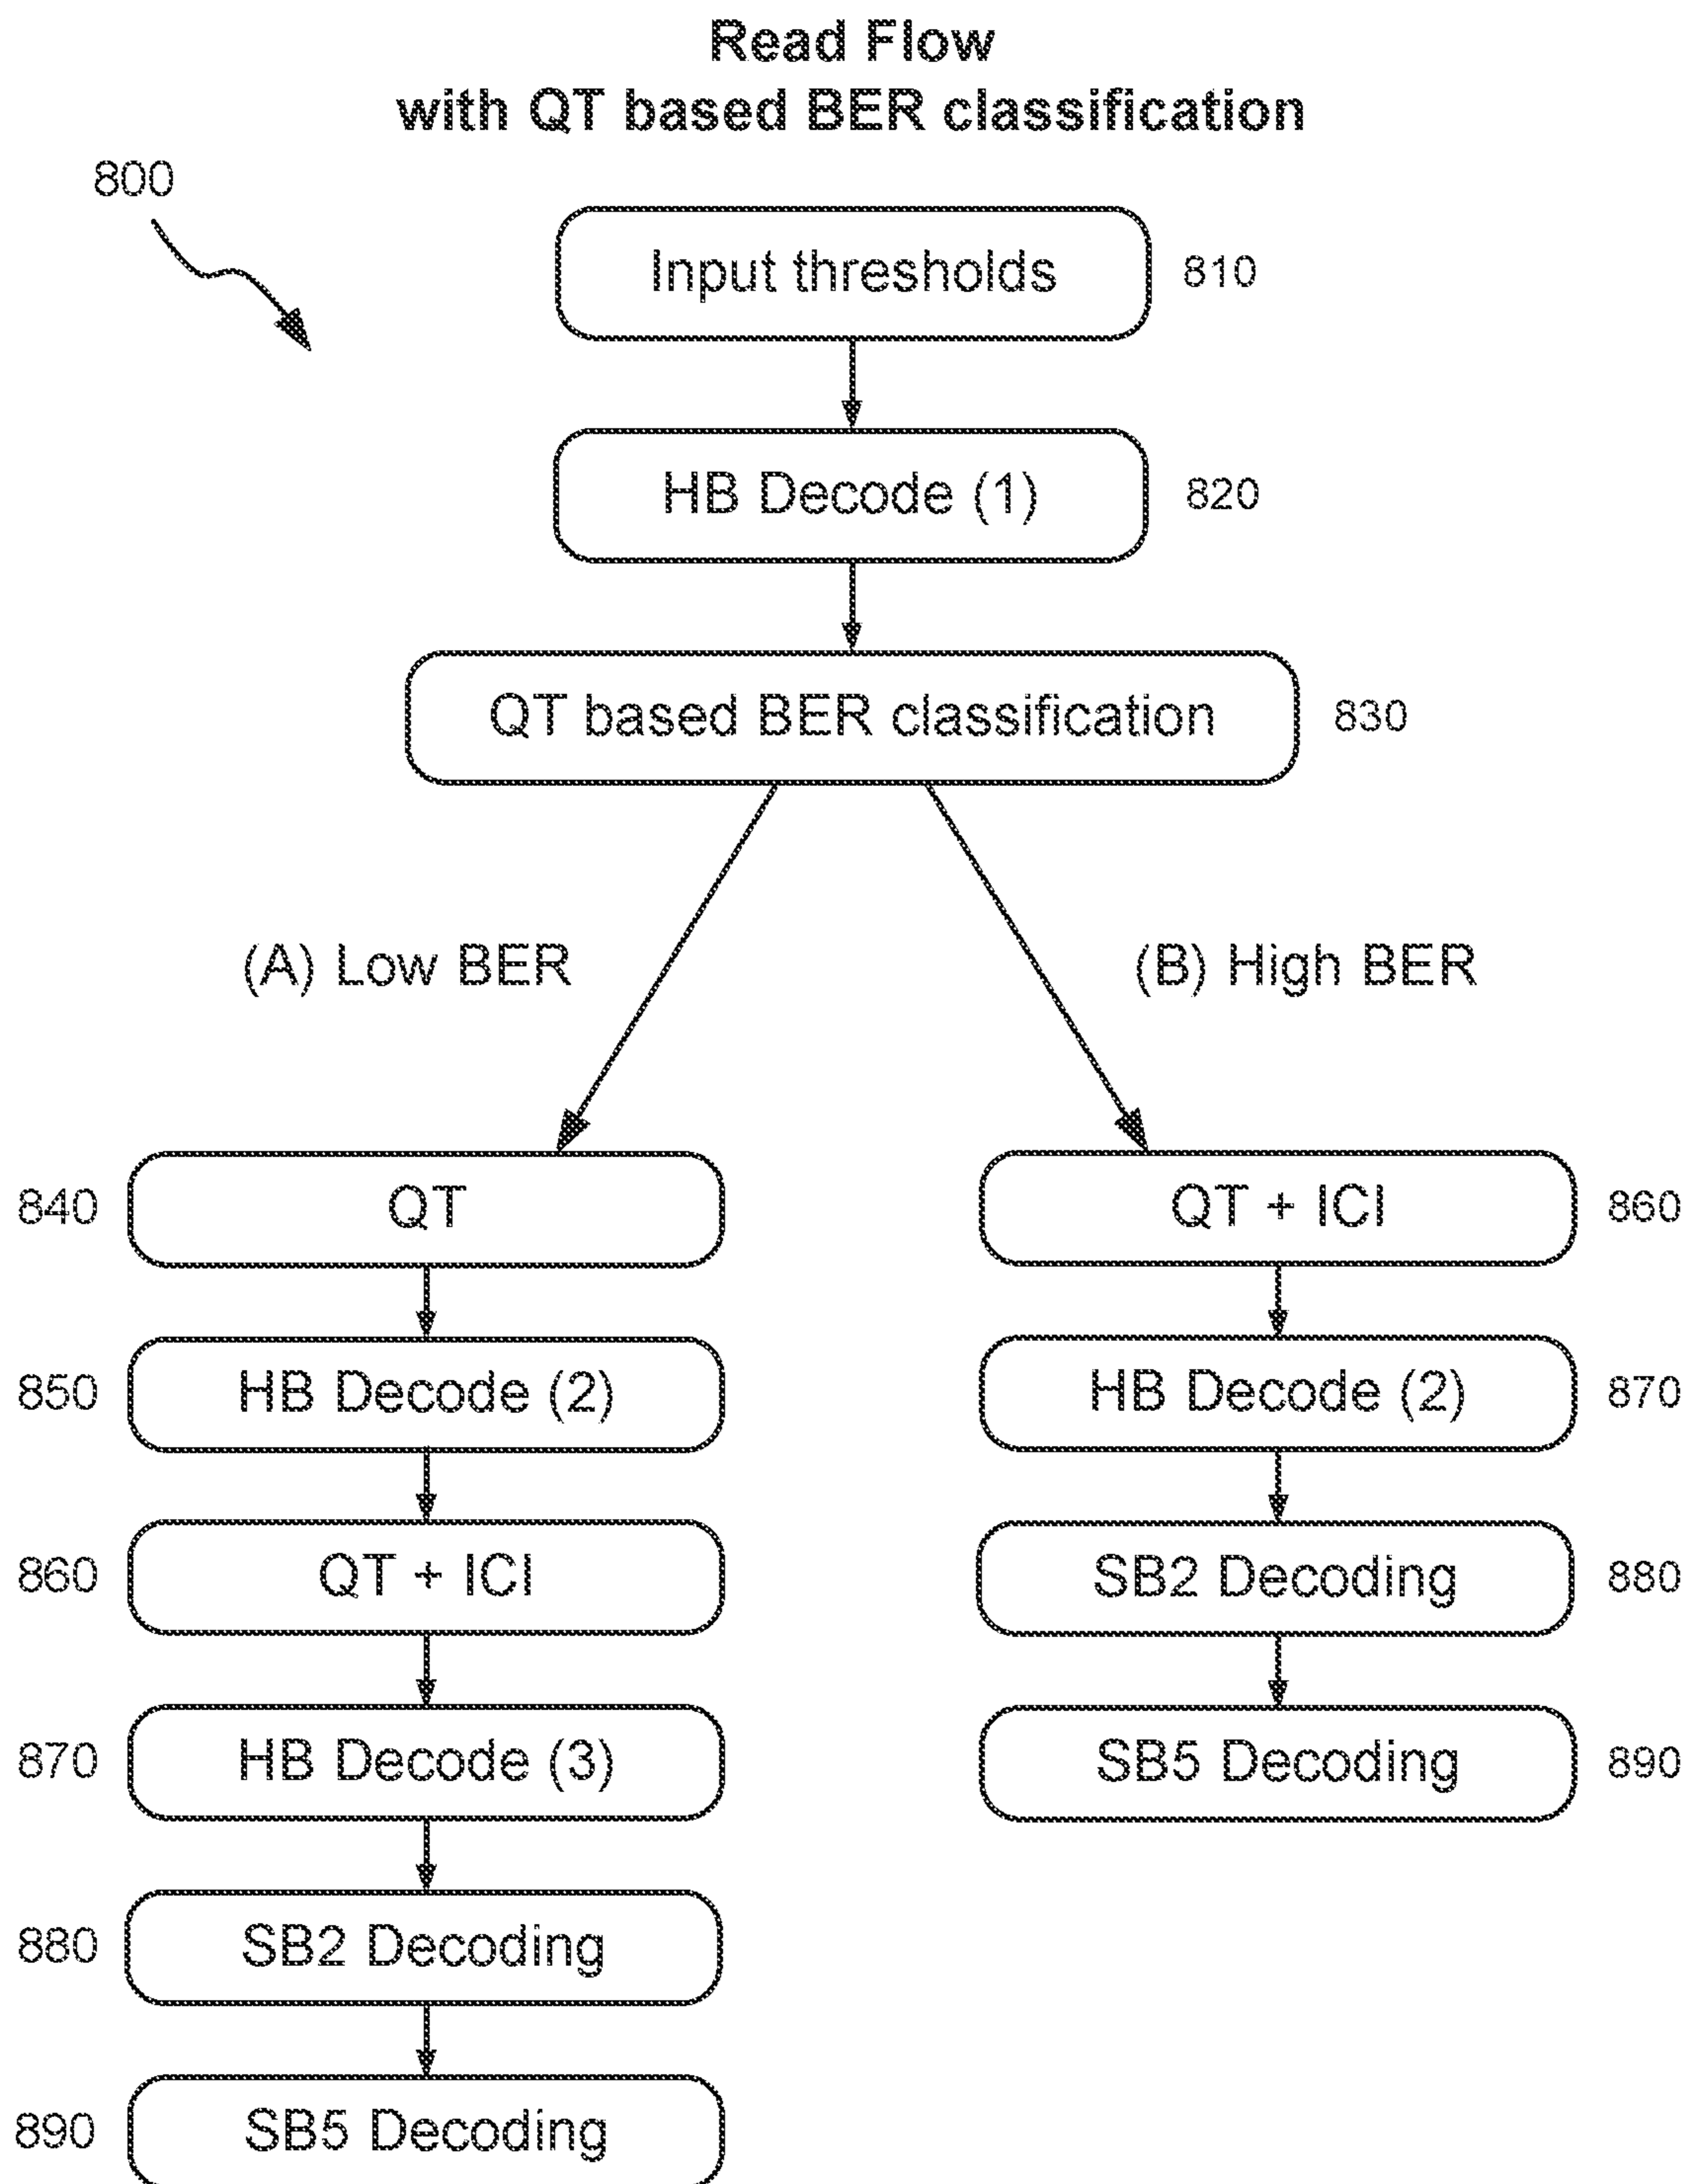 Read Flow
with QT based BER classification
800
Input thresholds 810
HB Decode (1) 820
QT based BER classification 830
(A) Low BER
(B) High BER
840 QT
QT + ICI 860
850 HB Decode (2)
HB Decode (2) 870
860 QT + ICI
SB2 Decoding 880
870 HB Decode (3)
SB5 Decoding 890
880 SB2 Decoding
890 SB5 Decoding